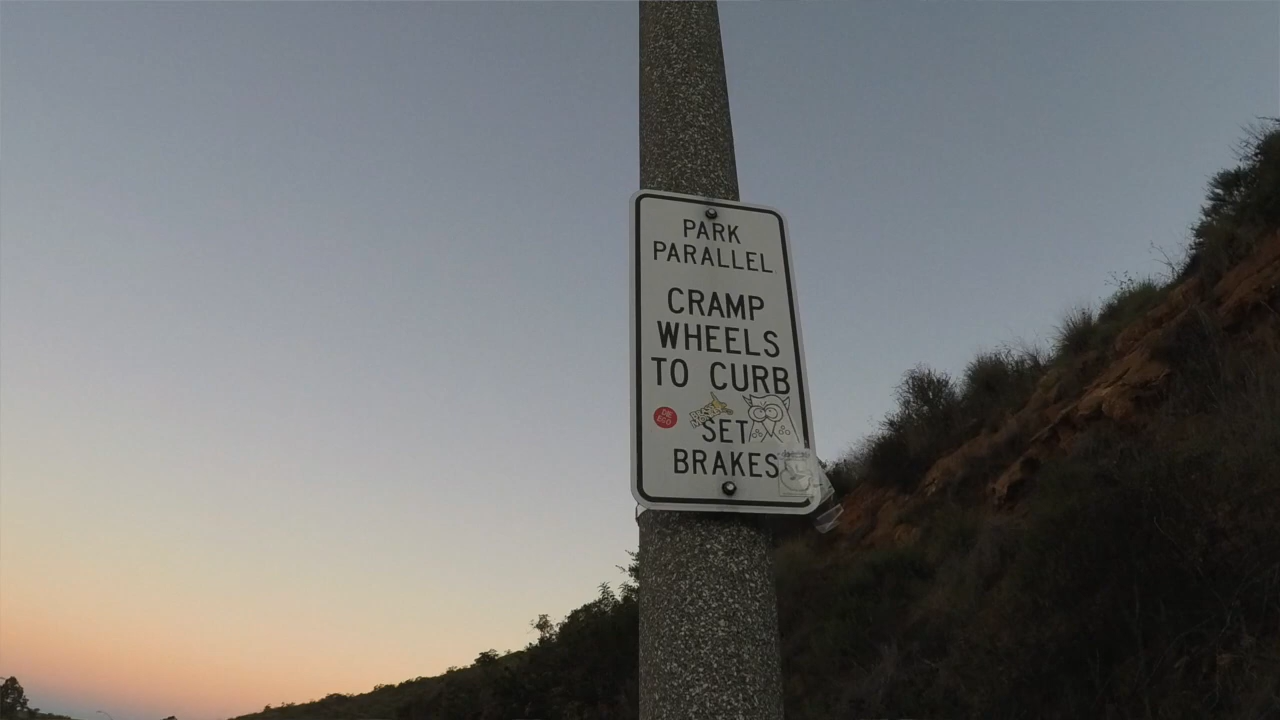 PARK
PARALLEL
CRAMP
WHEELS
TO CURB
SET
BRAKES